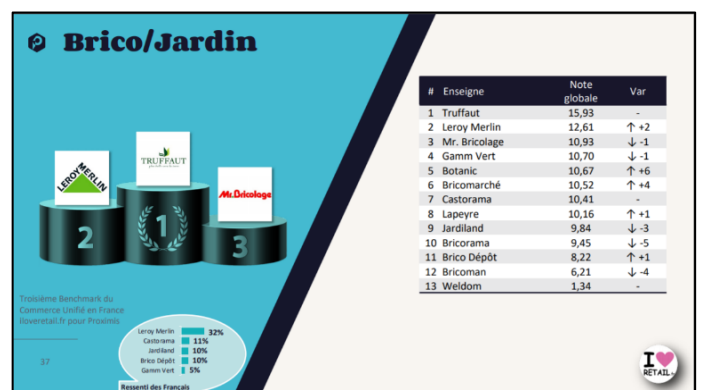 Brico/Jardin
LEROY MERLIN
TRUFFAUT
Mr.Bricolage
2
1
3
# Enseigne Note globale Var
1 Truffaut 15,93 -
2 Leroy Merlin 12,61 ↑ +2
3 Mr. Bricolage 10,93 ↓ -1
4 Gamm Vert 10,70 ↓ -1
5 Botanic 10,67 ↑ +6
6 Bricomarché 10,52 ↑ +4
7 Castorama 10,41 -
8 Lapeyre 10,16 ↑ +1
9 Jardiland 9,84 ↓ -3
10 Bricorama 9,45 ↓ -5
11 Brico Dépôt 8,22 ↑ +1
12 Bricoman 6,21 ↓ -4
13 Weldom 1,34 -
Troisième Benchmark du
Commerce Unifié en France
iloveretail.fr pour Proximis
Leroy Merlin 32%
Castorama 11%
Jardiland 10%
Brico Dépôt 10%
Gamm Vert 5%
Ressenti des Français
37
I
RETAIL